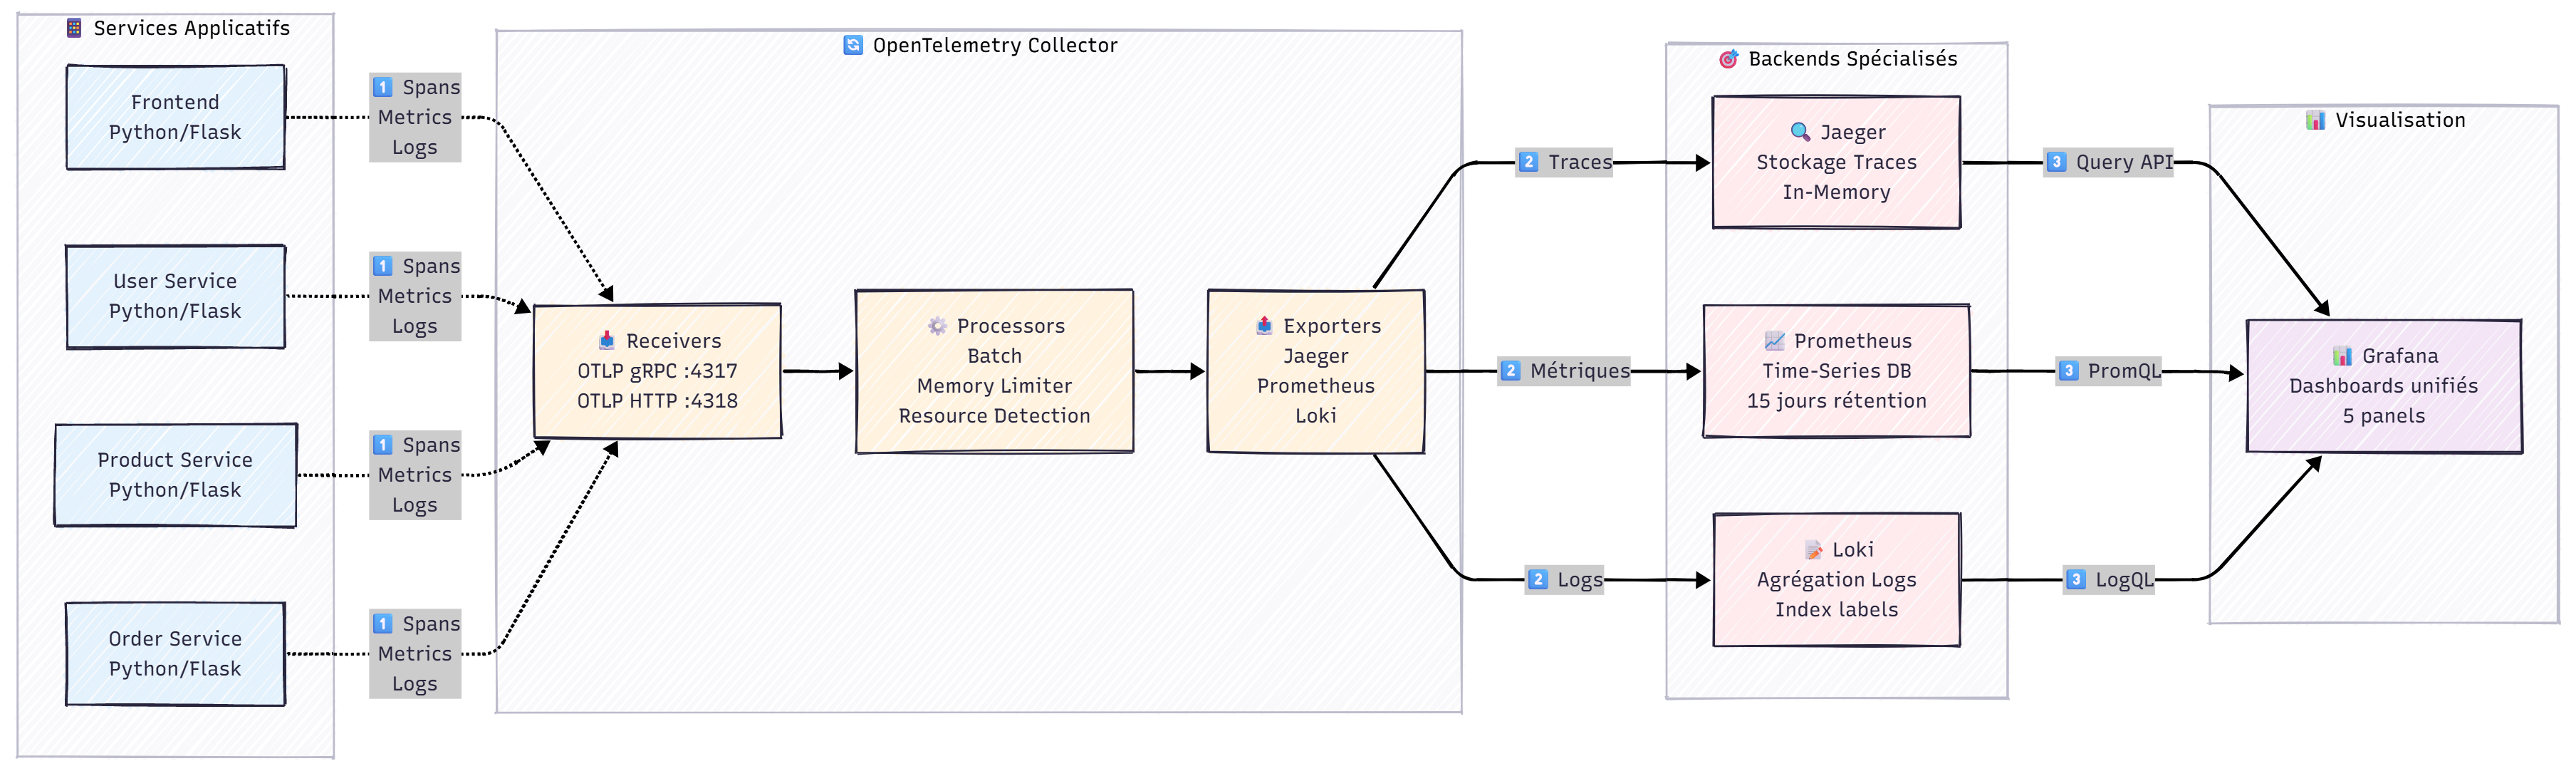 📱 Services Applicatifs
Frontend
Python/Flask
User Service
Python/Flask
Product Service
Python/Flask
Order Service
Python/Flask
1️⃣ Spans
Metrics
Logs
1️⃣ Spans
Metrics
Logs
1️⃣ Spans
Metrics
Logs
1️⃣ Spans
Metrics
Logs
🔄 OpenTelemetry Collector
📥 Receivers
OTLP gRPC :4317
OTLP HTTP :4318
⚙️ Processors
Batch
Memory Limiter
Resource Detection
📤 Exporters
Jaeger
Prometheus
Loki
2️⃣ Traces
2️⃣ Métriques
2️⃣ Logs
🎯 Backends Spécialisés
🔍 Jaeger
Stockage Traces
In-Memory
📈 Prometheus
Time-Series DB
15 jours rétention
📝 Loki
Agrégation Logs
Index labels
3️⃣ Query API
3️⃣ PromQL
3️⃣ LogQL
📊 Visualisation
📊 Grafana
Dashboards unifiés
5 panels